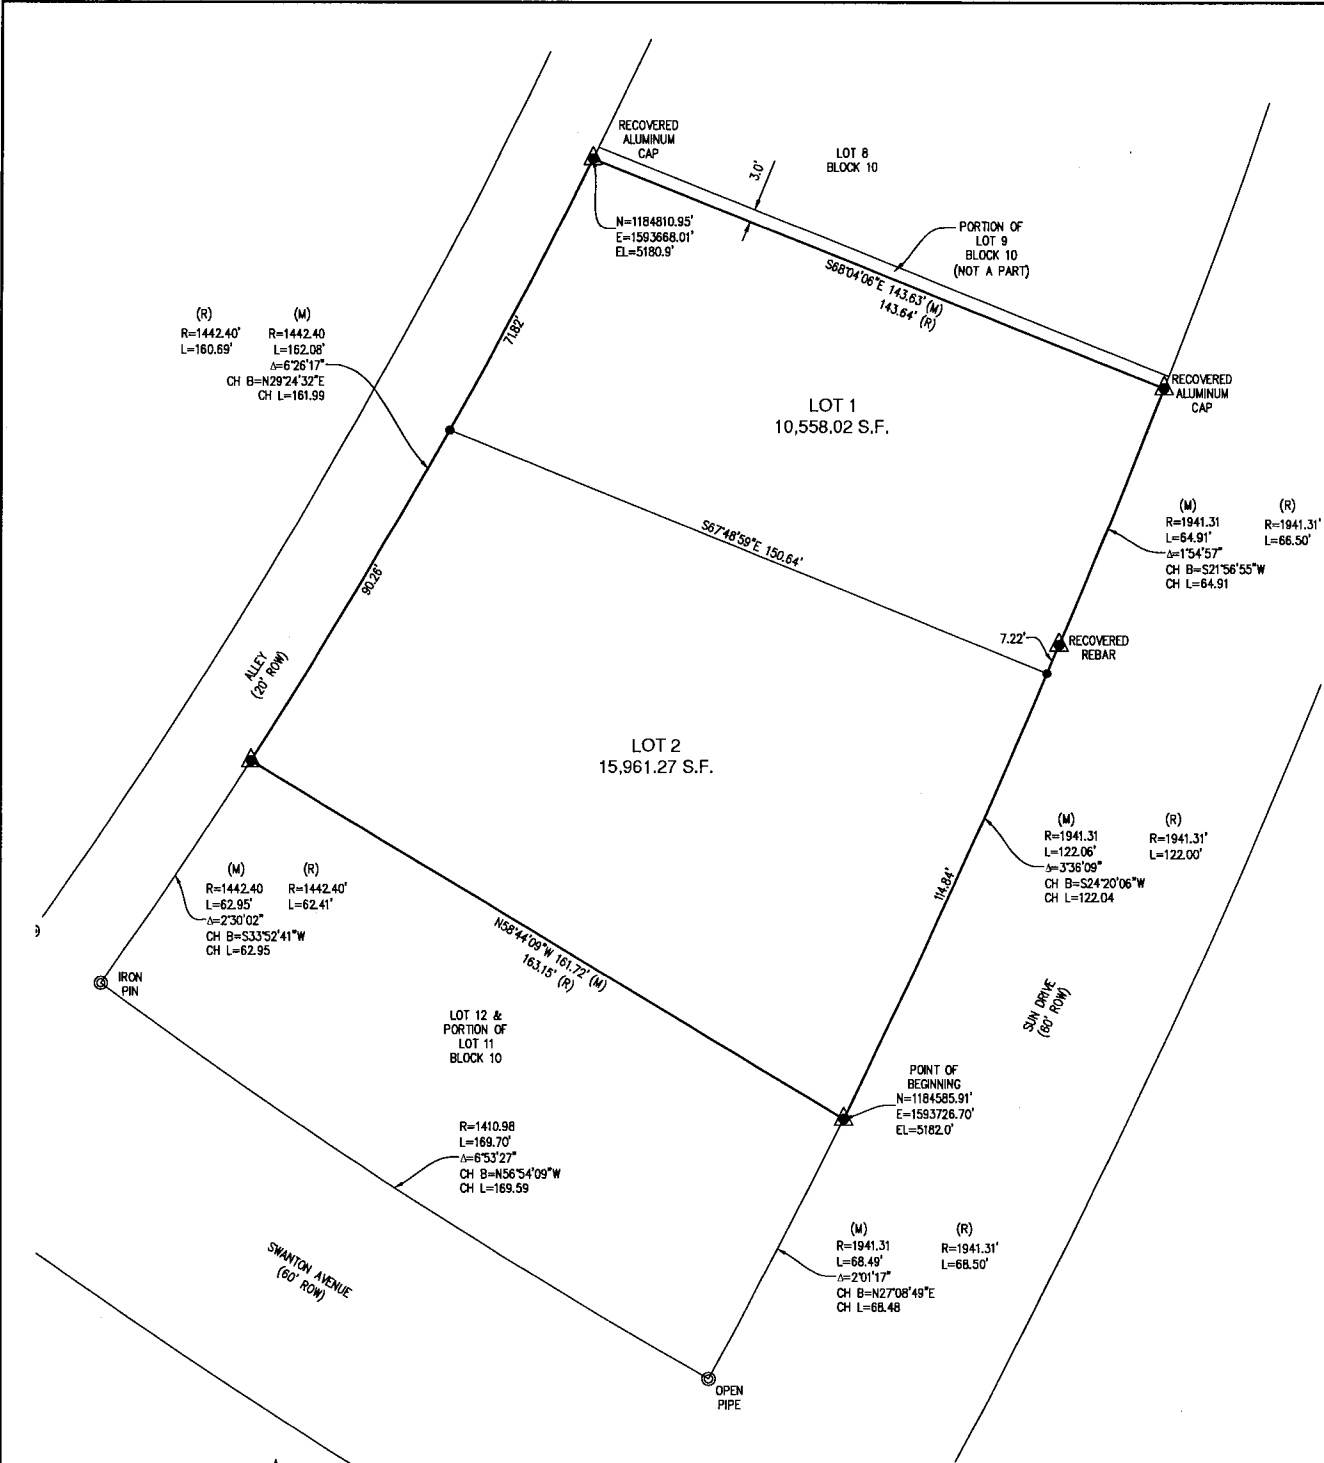 RECOVERED
ALUMINUM
CAP
LOT 8
BLOCK 10
3.0'
N=1184810.95'
E=1593668.01'
EL=5180.9'
PORTION OF
LOT 9
BLOCK 10
(NOT A PART)
S68°04'06"E 143.63' (M)
143.64' (R)
(R)
R=1442.40'
L=160.69'
(M)
R=1442.40
L=162.08'
Δ=6°26'17"
CH B=N29°24'32"E
CH L=161.99
71.82'
RECOVERED
ALUMINUM
CAP
LOT 1
10,558.02 S.F.
(M)
R=1941.31
L=64.91'
Δ=1°54'57"
CH B=S21°56'55"W
CH L=64.91
(R)
R=1941.31'
L=66.50'
S67°48'59"E 150.64'
90.26'
7.22'
RECOVERED
REBAR
ALLEY
(20' ROW)
LOT 2
15,961.27 S.F.
(M)
R=1941.31
L=122.06'
Δ=3°36'09"
CH B=S24°20'06"W
CH L=122.04
(R)
R=1941.31'
L=122.00'
114.84'
(M)
R=1442.40
L=62.95'
Δ=2°30'02"
CH B=S33°52'41"W
CH L=62.95
(R)
R=1442.40'
L=62.41'
N58°44'09"W 161.72' (M)
163.15' (R)
IRON
PIN
LOT 12 &
PORTION OF
LOT 11
BLOCK 10
SUN DRIVE
(60' ROW)
POINT OF
BEGINNING
N=1184585.91'
E=1593726.70'
EL=5182.0'
R=1410.98
L=169.70'
Δ=6°53'27"
CH B=N56°54'09"W
CH L=169.59
SWANTON AVENUE
(60' ROW)
(M)
R=1941.31
L=68.49'
Δ=2°01'17"
CH B=N27°08'49"E
CH L=68.48
(R)
R=1941.31'
L=68.50'
OPEN
PIPE